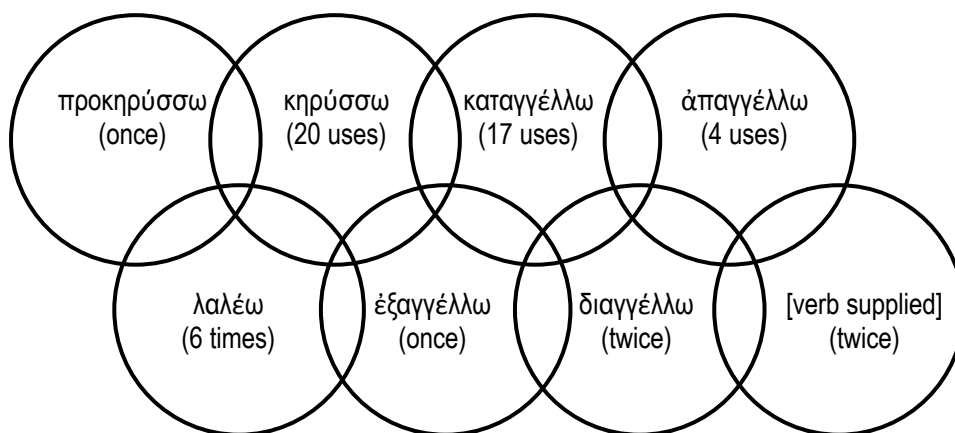 προκηρύσσω
(once)
κηρύσσω
(20 uses)
καταγγέλλω
(17 uses)
ἀπαγγέλλω
(4 uses)
λαλέω
(6 times)
ἐξαγγέλλω
(once)
διαγγέλλω
(twice)
[verb supplied]
(twice)